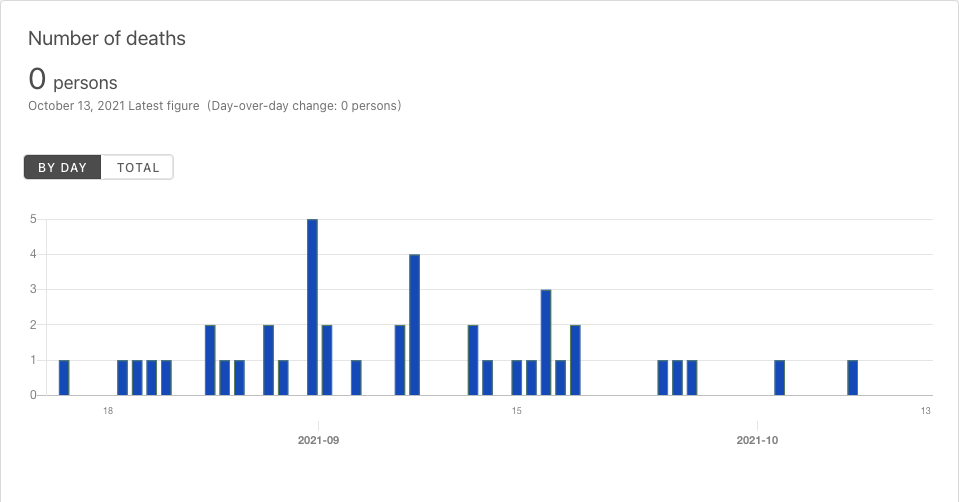 Number of deaths
0 persons
October 13, 2021 Latest figure (Day-over-day change: 0 persons)
BY DAY TOTAL
5
4
3
2
1
0
18 15 13
2021-09 2021-10